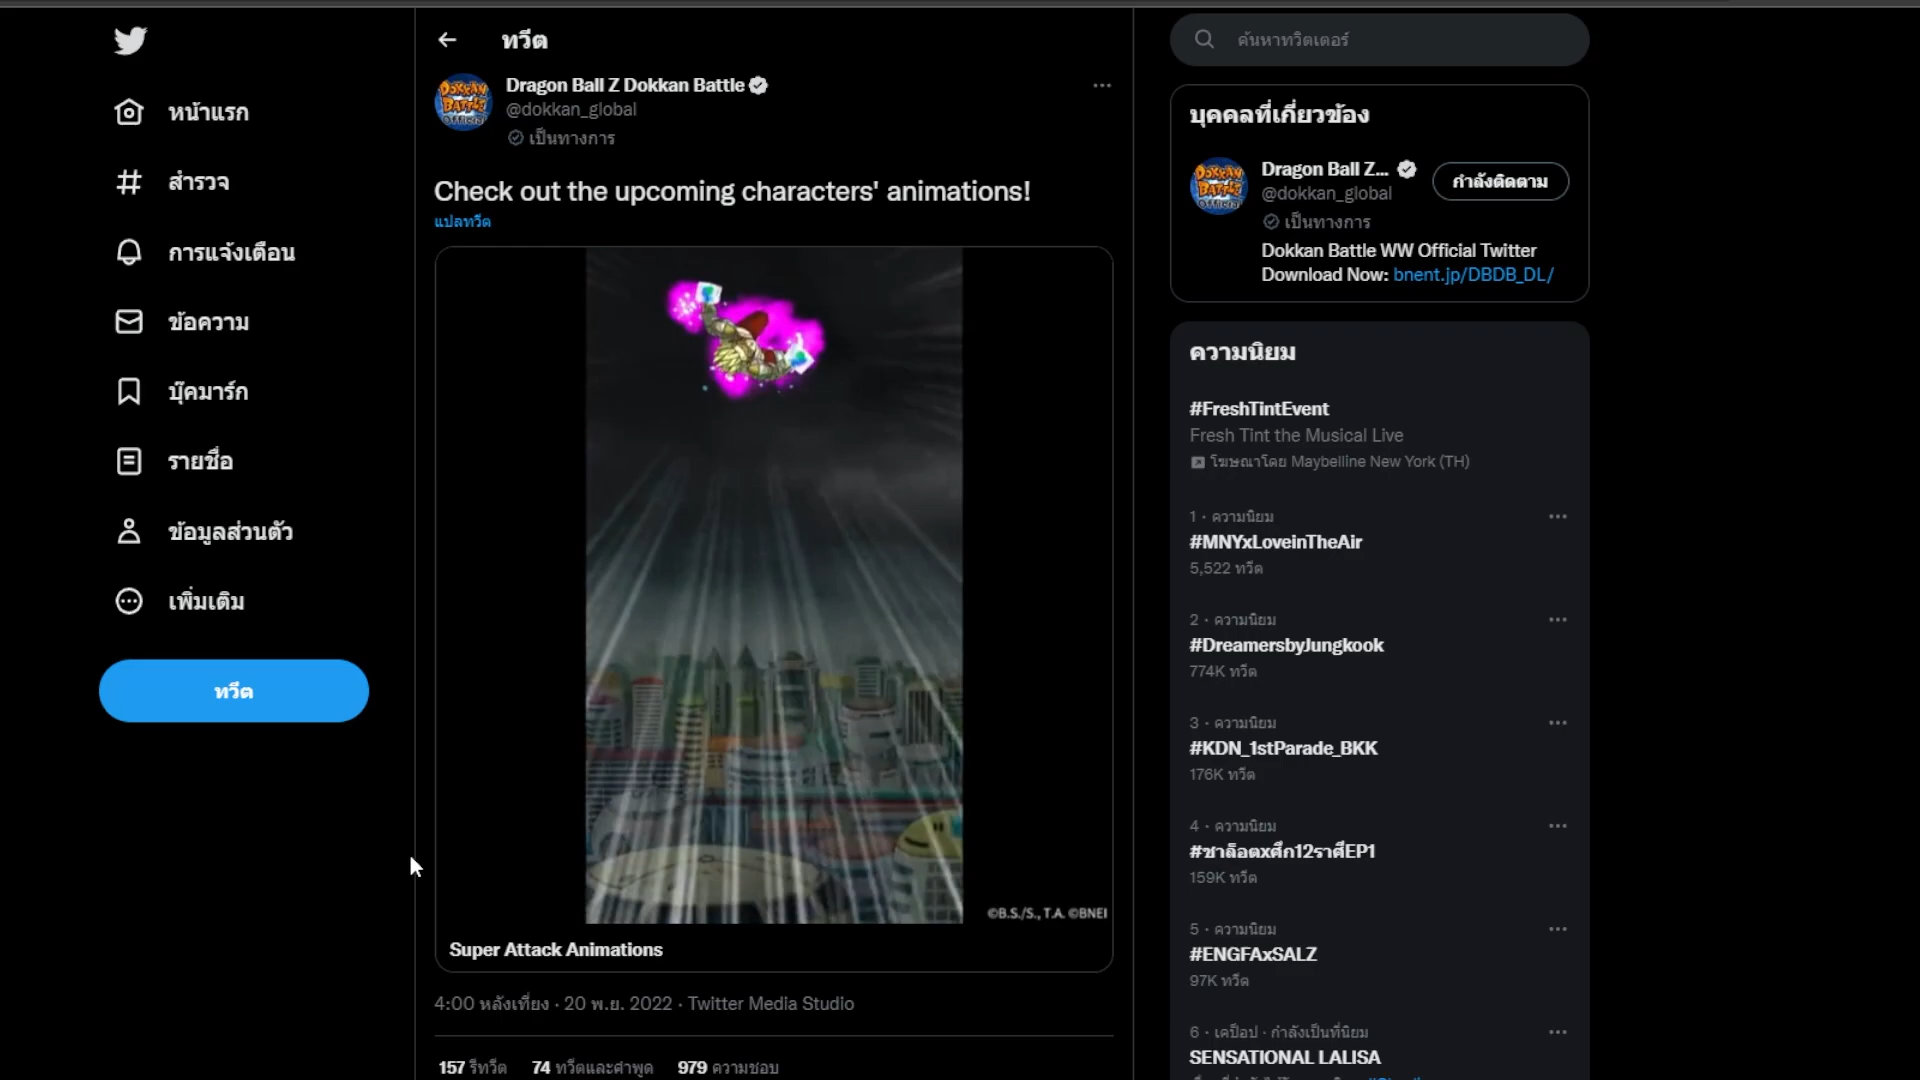 หน้าแรก
สำรวจ
การแจ้งเตือน
ข้อความ
บุ๊คมาร์ก
รายชื่อ
ข้อมูลส่วนตัว
เพิ่มเติม
ทวีต
ทวีต
Dragon Ball Z Dokkan Battle
@dokkan_global
เป็นทางการ
Check out the upcoming characters' animations!
แปลทวีต
©B.S./S., T.A. ©BNEI
Super Attack Animations
4:00 หลังเที่ยง · 20 พ.ย. 2022 · Twitter Media Studio
157 รีทวีต 74 ทวีตและคำพูด 979 ความชอบ
ค้นหาทวิตเตอร์
บุคคลที่เกี่ยวข้อง
Dragon Ball Z...
กำลังติดตาม
@dokkan_global
เป็นทางการ
Dokkan Battle WW Official Twitter
Download Now: bnent.jp/DBDB_DL/
ความนิยม
#FreshTintEvent
Fresh Tint the Musical Live
โฆษณาโดย Maybelline New York (TH)
1 · ความนิยม
#MNYxLoveinTheAir
5,522 ทวีต
2 · ความนิยม
#DreamersbyJungkook
774K ทวีต
3 · ความนิยม
#KDN_1stParade_BKK
176K ทวีต
4 · ความนิยม
#ชาล็อตxศึก12ราศีEP1
159K ทวีต
5 · ความนิยม
#ENGFAxSALZ
97K ทวีต
6 · เคป็อป · กำลังเป็นที่นิยม
SENSATIONAL LALISA